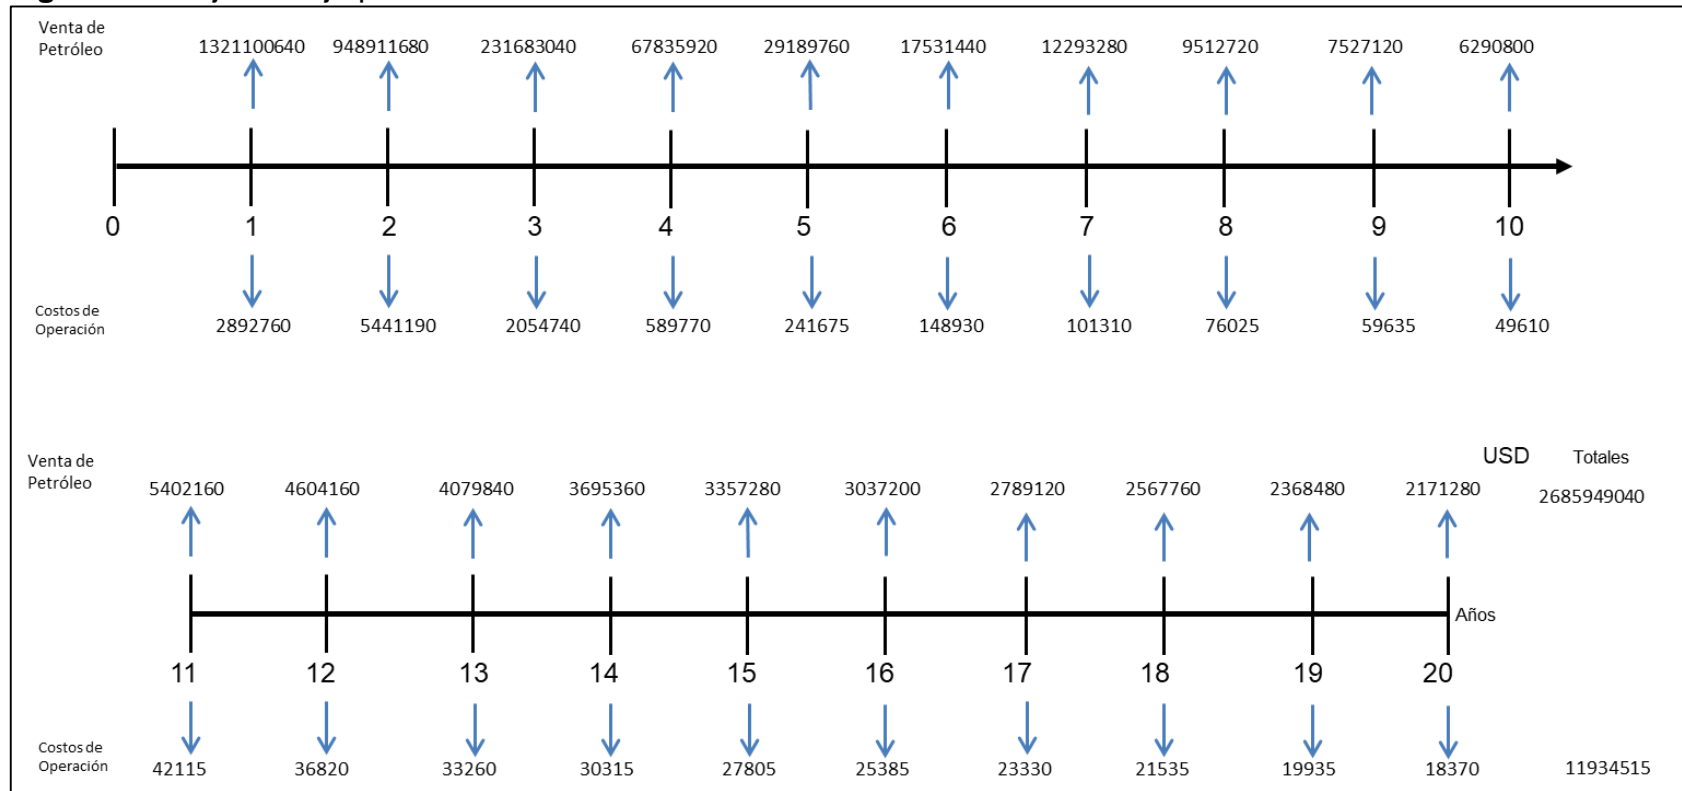 Venta de
Petróleo
1321100640 948911680 231683040 67835920 29189760 17531440 12293280 9512720 7527120 6290800
0 1 2 3 4 5 6 7 8 9 10
Costos de
Operación
2892760 5441190 2054740 589770 241675 148930 101310 76025 59635 49610
Venta de
Petróleo
USD Totales
5402160 4604160 4079840 3695360 3357280 3037200 2789120 2567760 2368480 2171280 2685949040
Años
11 12 13 14 15 16 17 18 19 20
Costos de
Operación
42115 36820 33260 30315 27805 25385 23330 21535 19935 18370 11934515